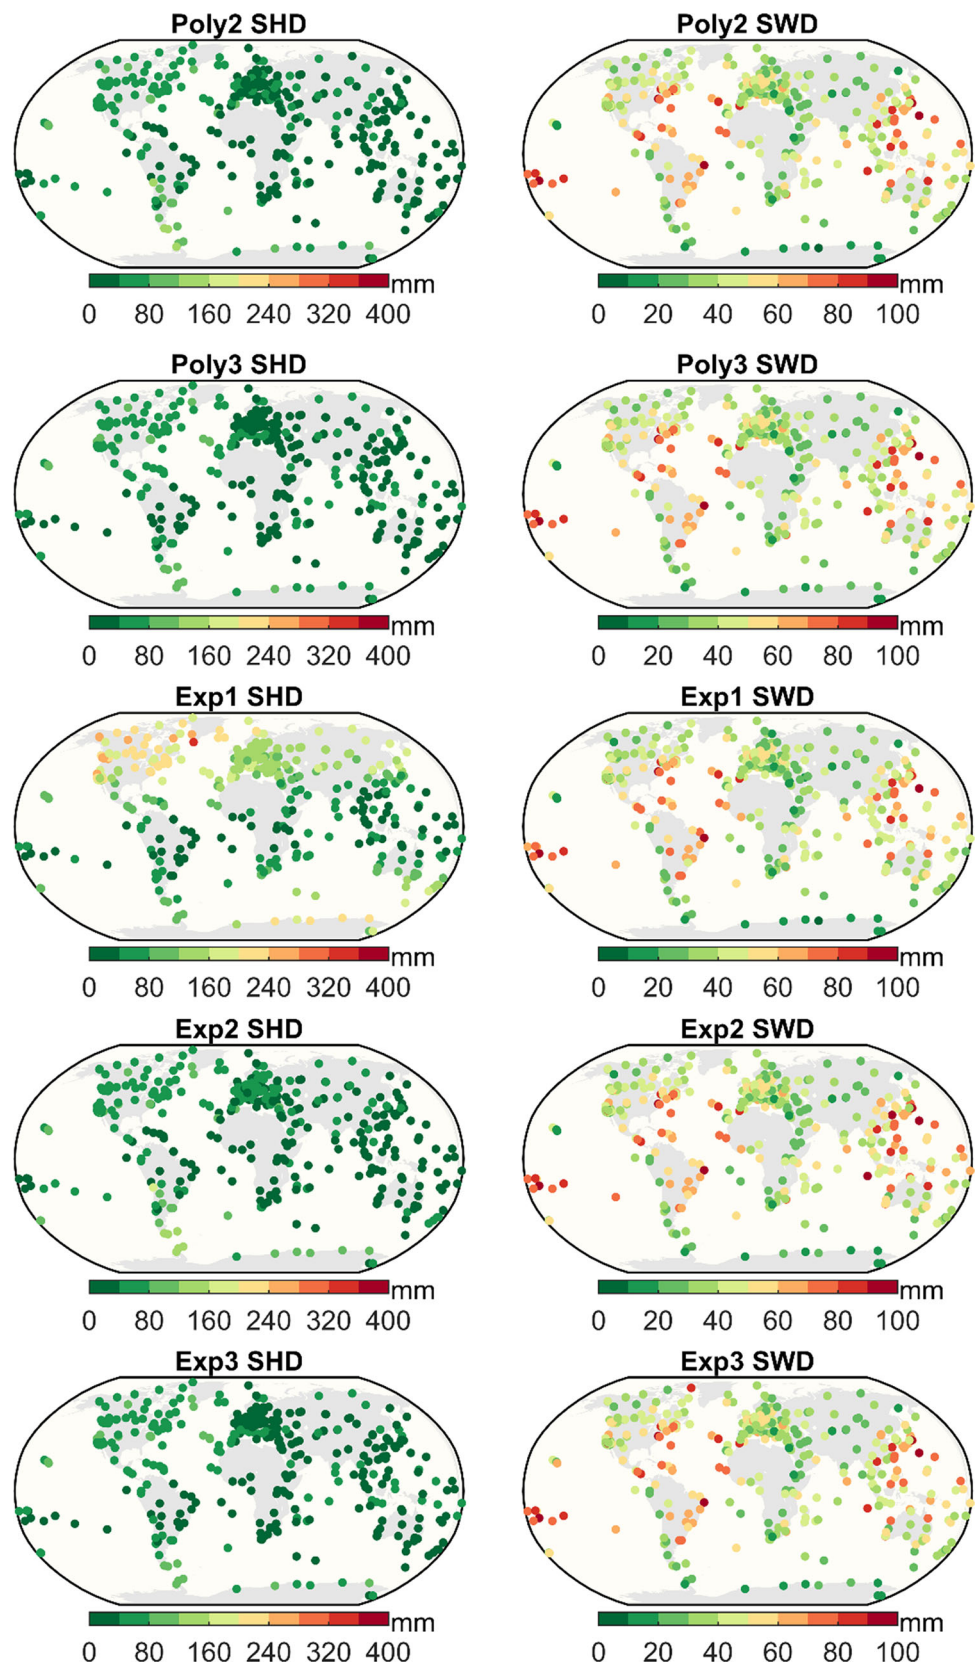 Poly2 SHD
Poly2 SWD
mm
0 80 160 240 320 400
mm
0 20 40 60 80 100
Poly3 SHD
Poly3 SWD
mm
0 80 160 240 320 400
mm
0 20 40 60 80 100
Exp1 SHD
Exp1 SWD
mm
0 80 160 240 320 400
mm
0 20 40 60 80 100
Exp2 SHD
Exp2 SWD
mm
0 80 160 240 320 400
mm
0 20 40 60 80 100
Exp3 SHD
Exp3 SWD
mm
0 80 160 240 320 400
mm
0 20 40 60 80 100